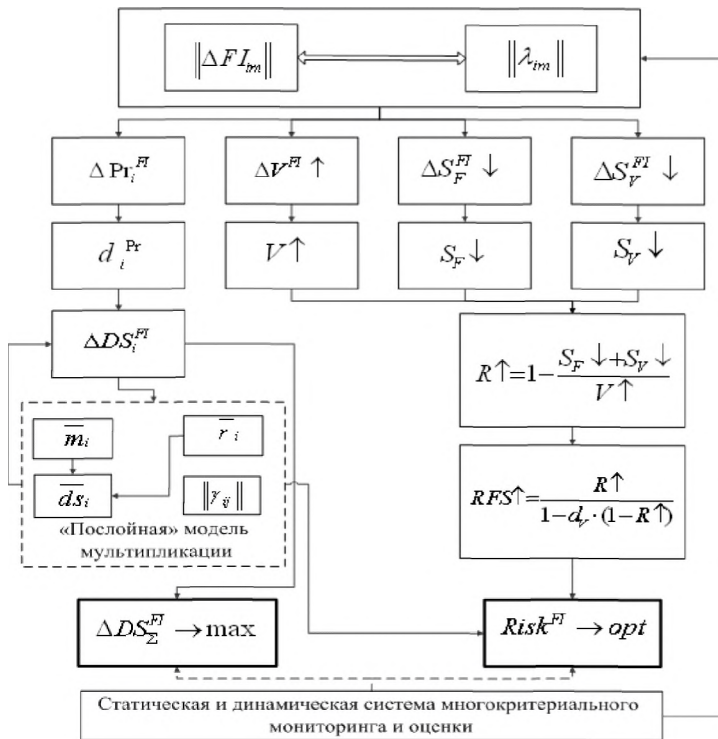 ‖ΔFI_im‖ ‖λ_im‖
ΔPr_i^FI ΔV^FI ↑ ΔS_F^FI ↓ ΔS_V^FI ↓
d_i^Pr V↑ S_F ↓ S_V ↓
ΔDS_i^FI
R↑=1-(S_F↓+S_V↓)/(V↑)
m̅_i r̅_i
d̅s̅_i ‖γ_ij‖
«Послойная» модель
мультипликации
RFS↑=(R↑)/(1-d_V·(1-R↑))
ΔDS_Σ^FI → max Risk^FI → opt
Статическая и динамическая система многокритериального
мониторинга и оценки